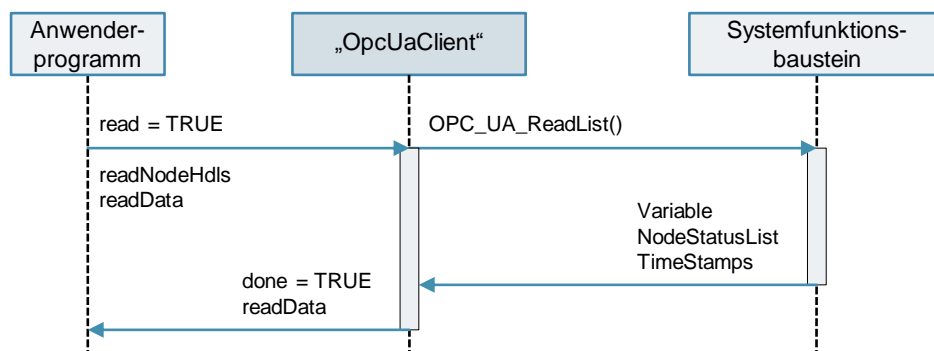 Anwender-
programm
„OpcUaClient“
Systemfunktions-
baustein
read = TRUE
OPC_UA_ReadList()
readNodeHdls
readData
Variable
NodeStatusList
TimeStamps
done = TRUE
readData